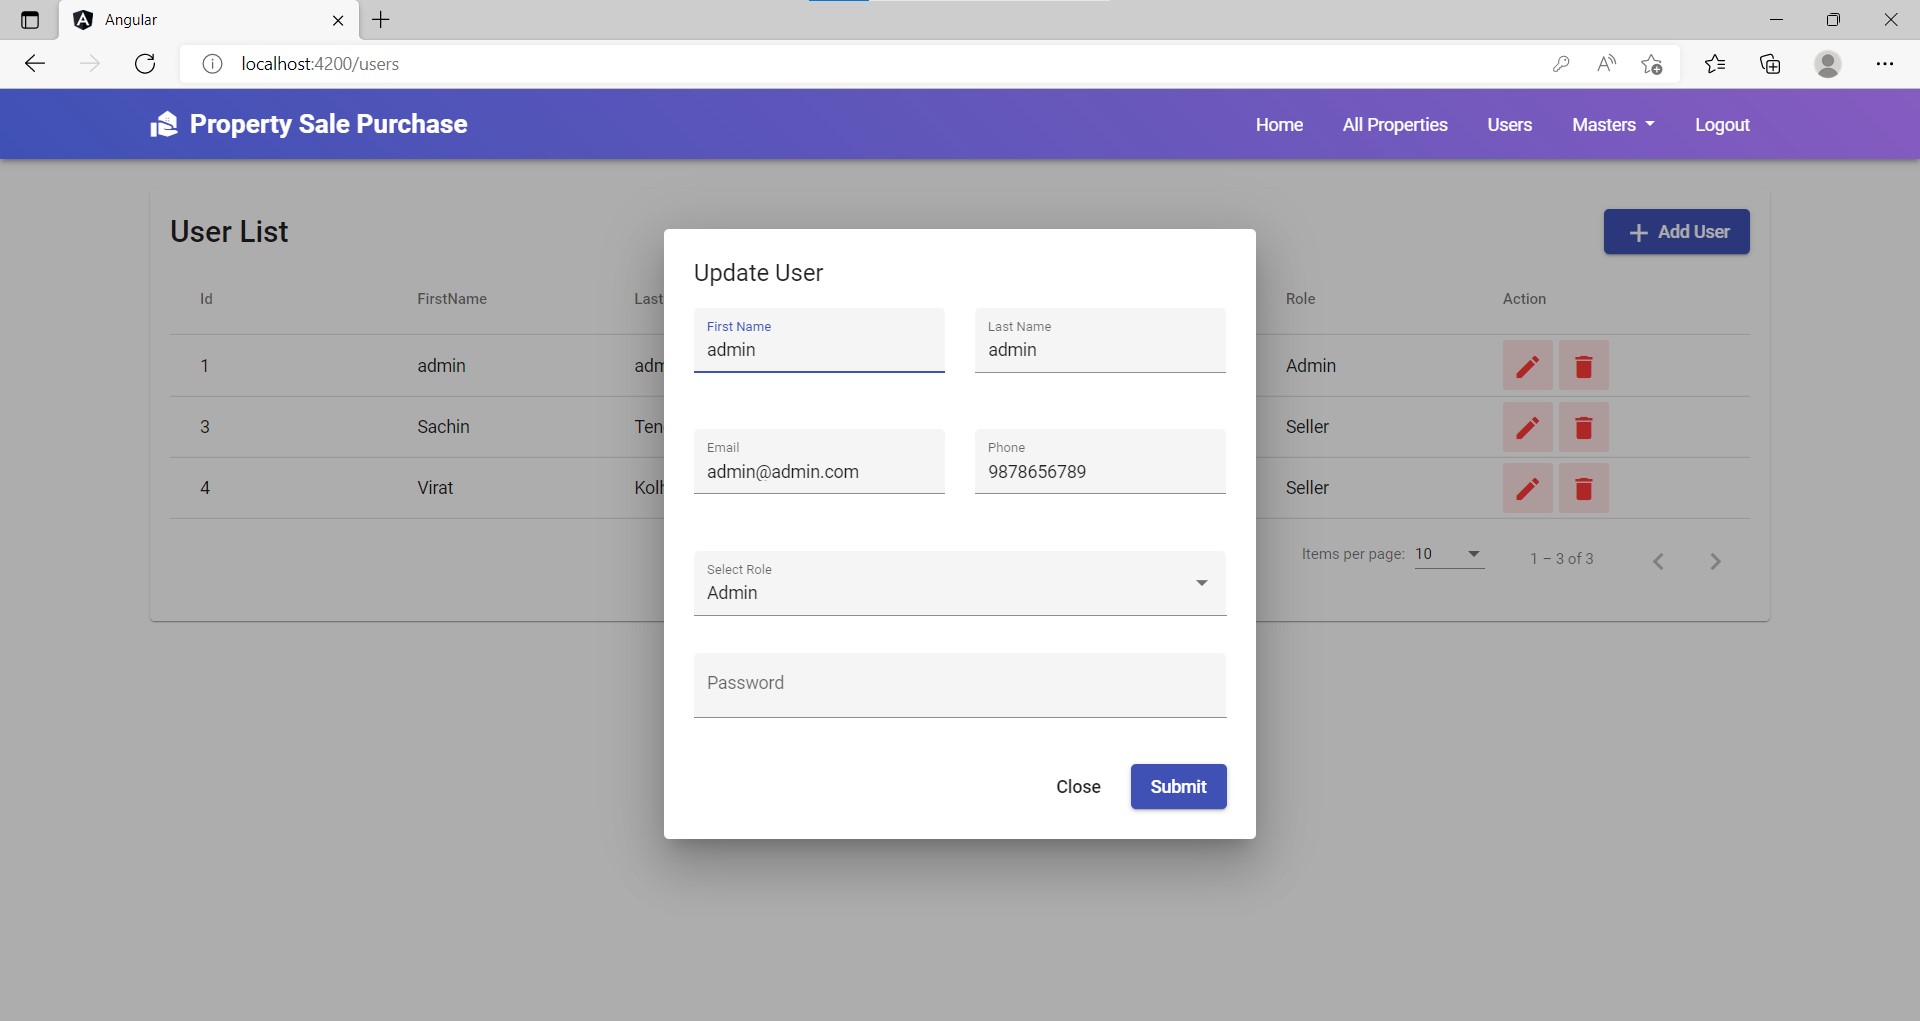 Angular
localhost:4200/users
Property Sale Purchase
Home All Properties Users Masters Logout
User List
Add User
Update User
Id FirstName Last Role Action
First Name
admin
Last Name
admin
1 admin adm Admin
3 Sachin Ten Seller
Email
admin@admin.com
Phone
9878656789
4 Virat Kohl Seller
Items per page: 10 1 – 3 of 3
Select Role
Admin
Password
Close Submit